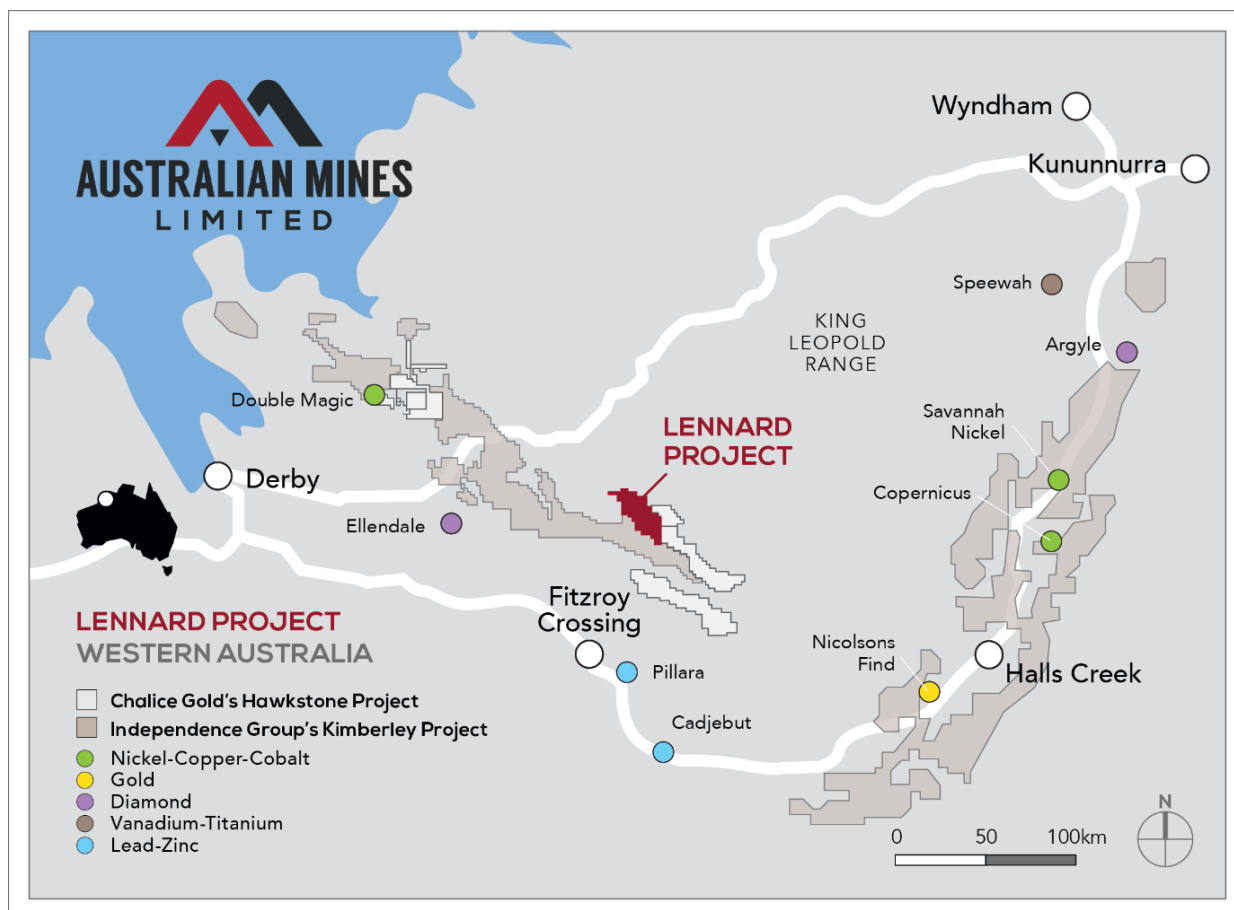 AUSTRALIAN MINES
LIMITED
Wyndham
Kununnurra
Speewah
KING
LEOPOLD
RANGE
Argyle
Double Magic
Savannah
Nickel
LENNARD
PROJECT
Derby
Copernicus
Ellendale
Fitzroy
Crossing
LENNARD PROJECT
WESTERN AUSTRALIA
Nicolsons
Find
Halls Creek
Pillara
Cadjebut
Chalice Gold's Hawkstone Project
Independence Group's Kimberley Project
Nickel-Copper-Cobalt
Gold
Diamond
Vanadium-Titanium
Lead-Zinc
N
0 50 100km